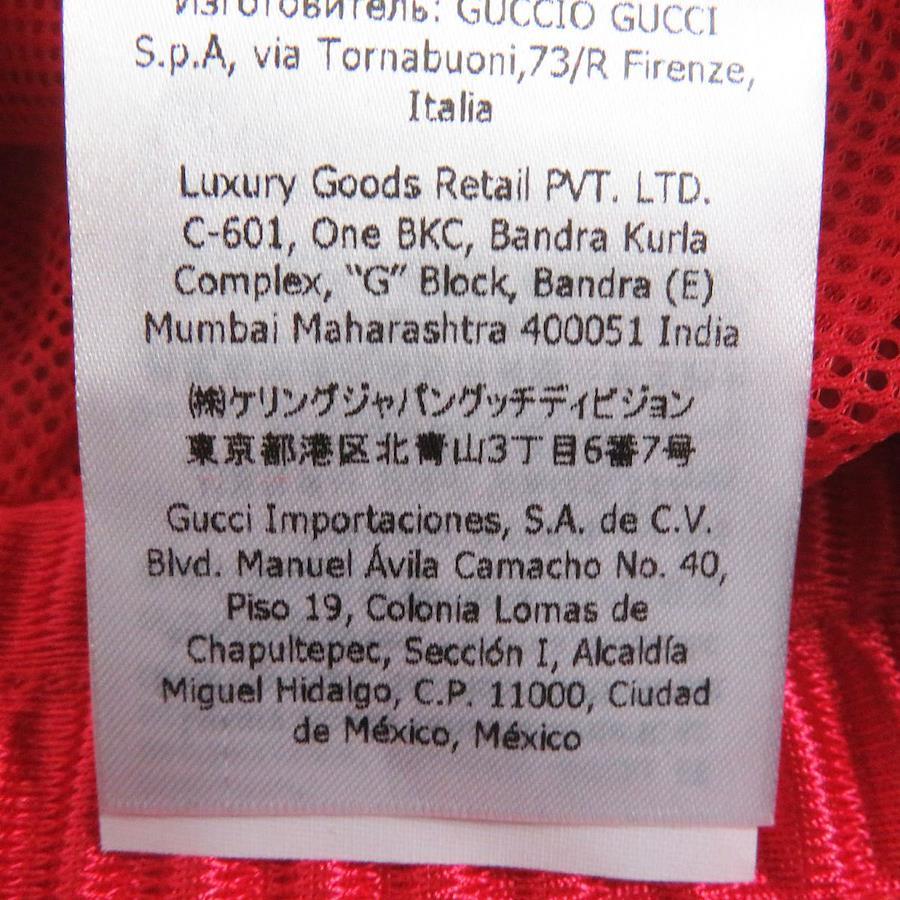 Изготовитель: GUCCIO GUCCI
S.p.A, via Tornabuoni,73/R Firenze,
Italia
Luxury Goods Retail PVT. LTD.
C-601, One BKC, Bandra Kurla
Complex, “G” Block, Bandra (E)
Mumbai Maharashtra 400051 India
㈱ケリングジャパングッチディビジョン
東京都港区北青山3丁目6番7号
Gucci Importaciones, S.A. de C.V.
Blvd. Manuel Ávila Camacho No. 40,
Piso 19, Colonia Lomas de
Chapultepec, Sección I, Alcaldía
Miguel Hidalgo, C.P. 11000, Ciudad
de México, México